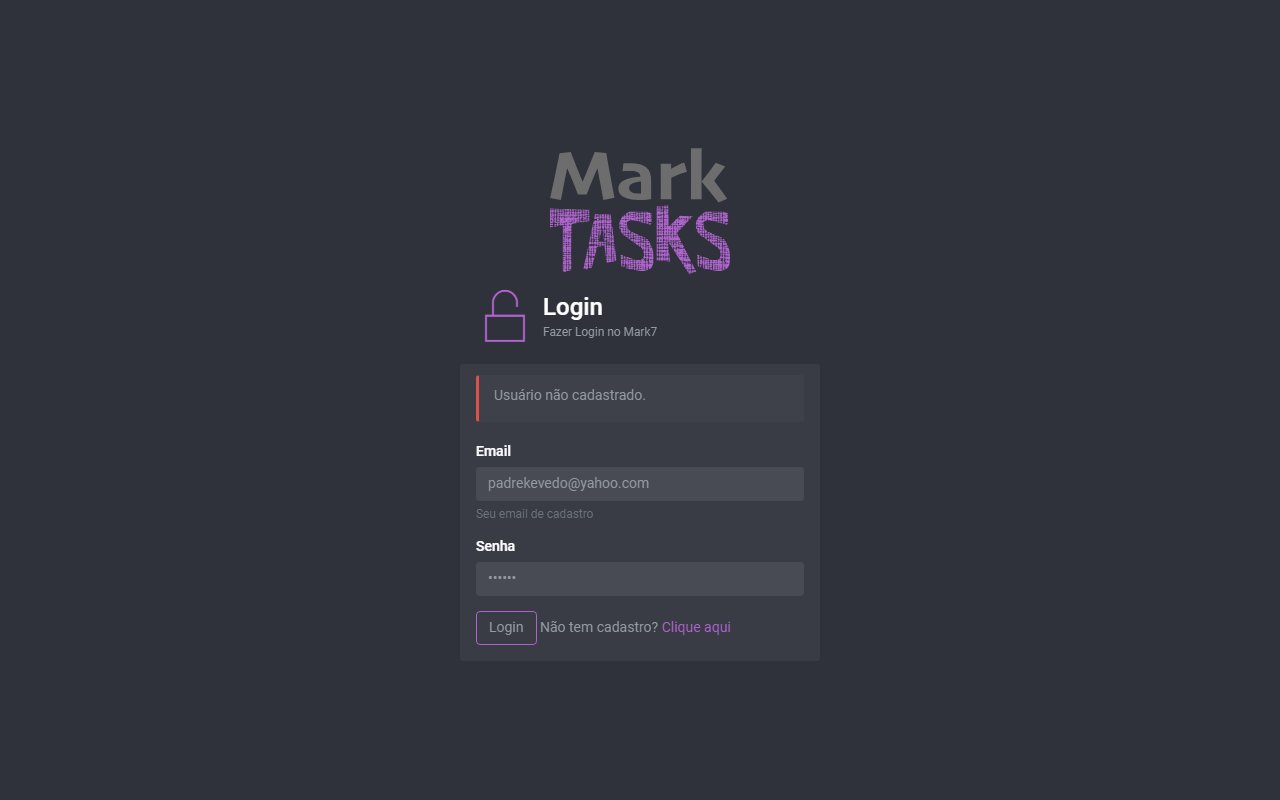 Mark
TASKS
Login
Fazer Login no Mark7
Usuário não cadastrado.
Email
padrekevedo@yahoo.com
Seu email de cadastro
Senha
••••••
Login Não tem cadastro? Clique aqui